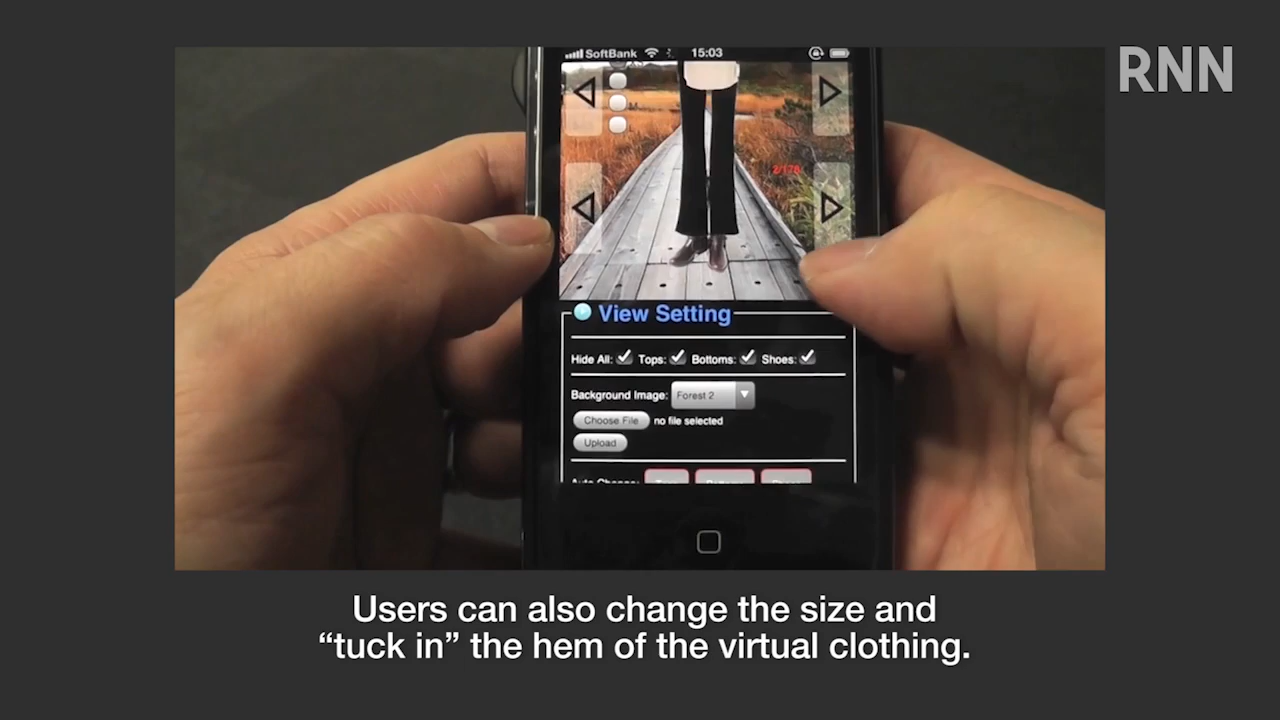 RNN
SoftBank 15:03
2/178
View Setting
Hide All: Tops: Bottoms: Shoes:
Background Image: Forest 2
Choose File no file selected
Upload
Auto Change:
Users can also change the size and
“tuck in” the hem of the virtual clothing.